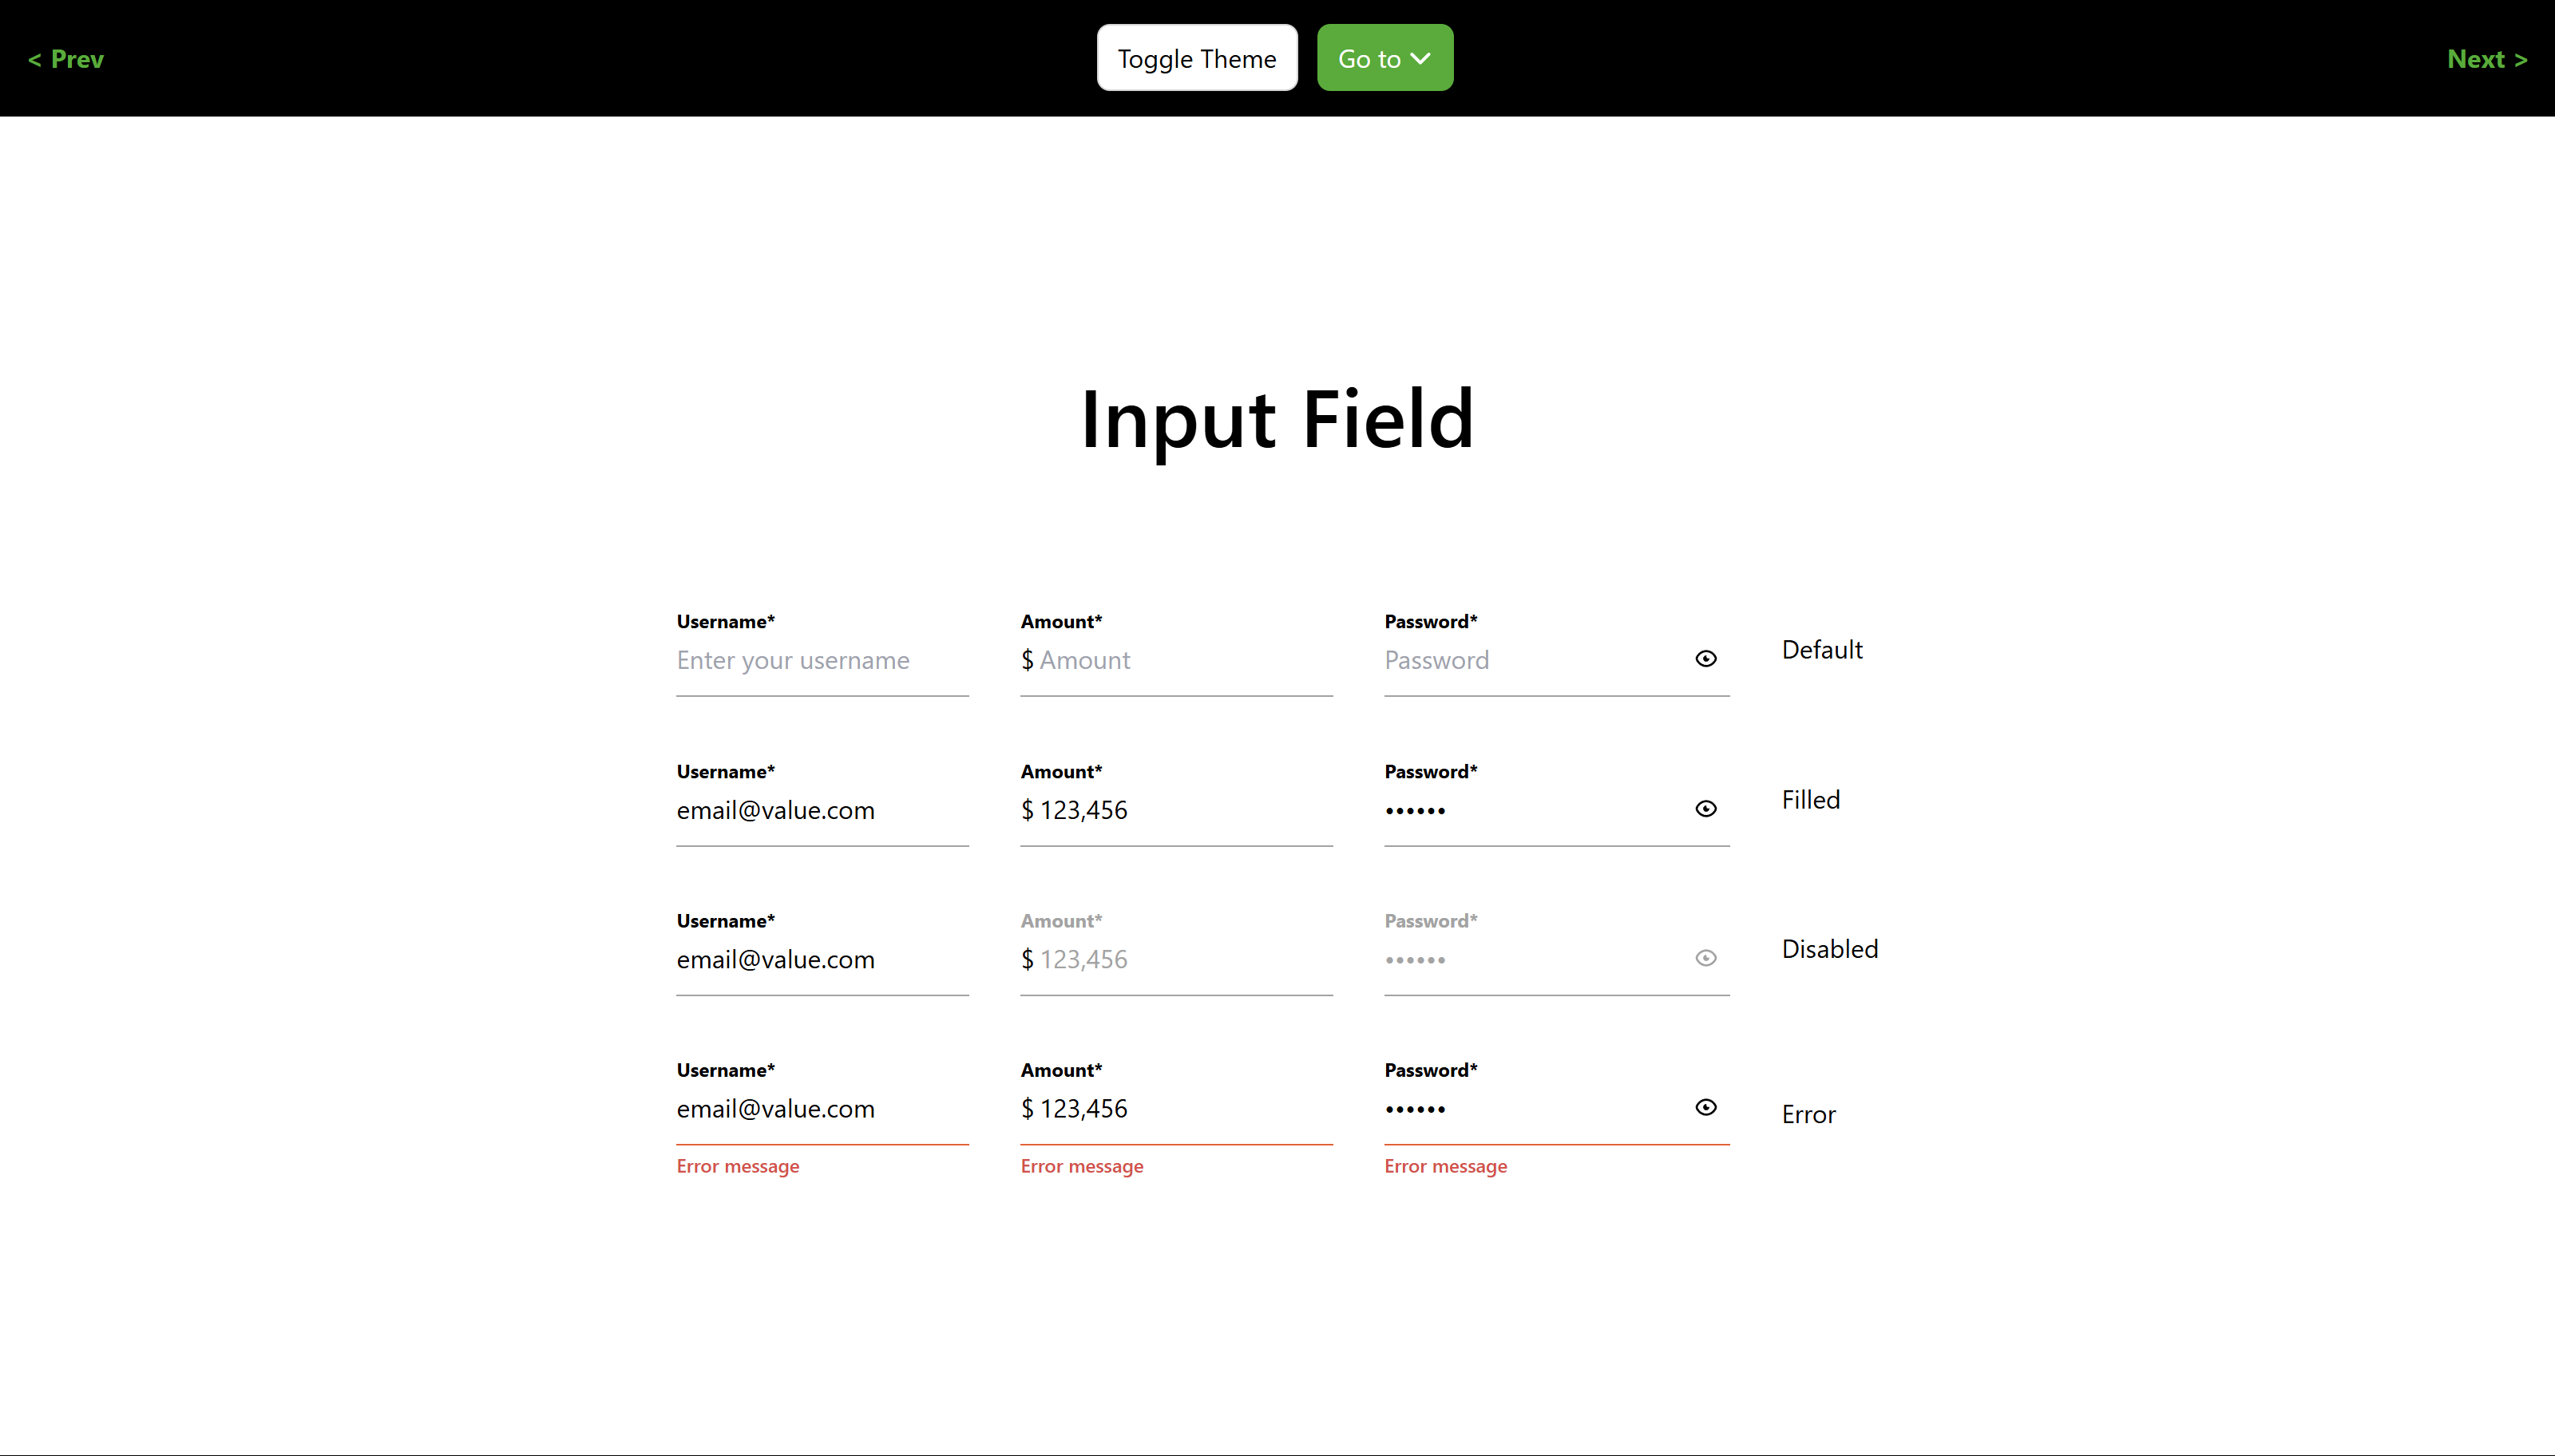 < Prev
Toggle Theme
Go to
Next >
Input Field
Username* Amount* Password*
Enter your username $ Amount Password Default
Username* Amount* Password*
email@value.com $ 123,456 •••••• Filled
Username* Amount* Password*
email@value.com $ 123,456 •••••• Disabled
Username* Amount* Password*
email@value.com $ 123,456 •••••• Error
Error message Error message Error message